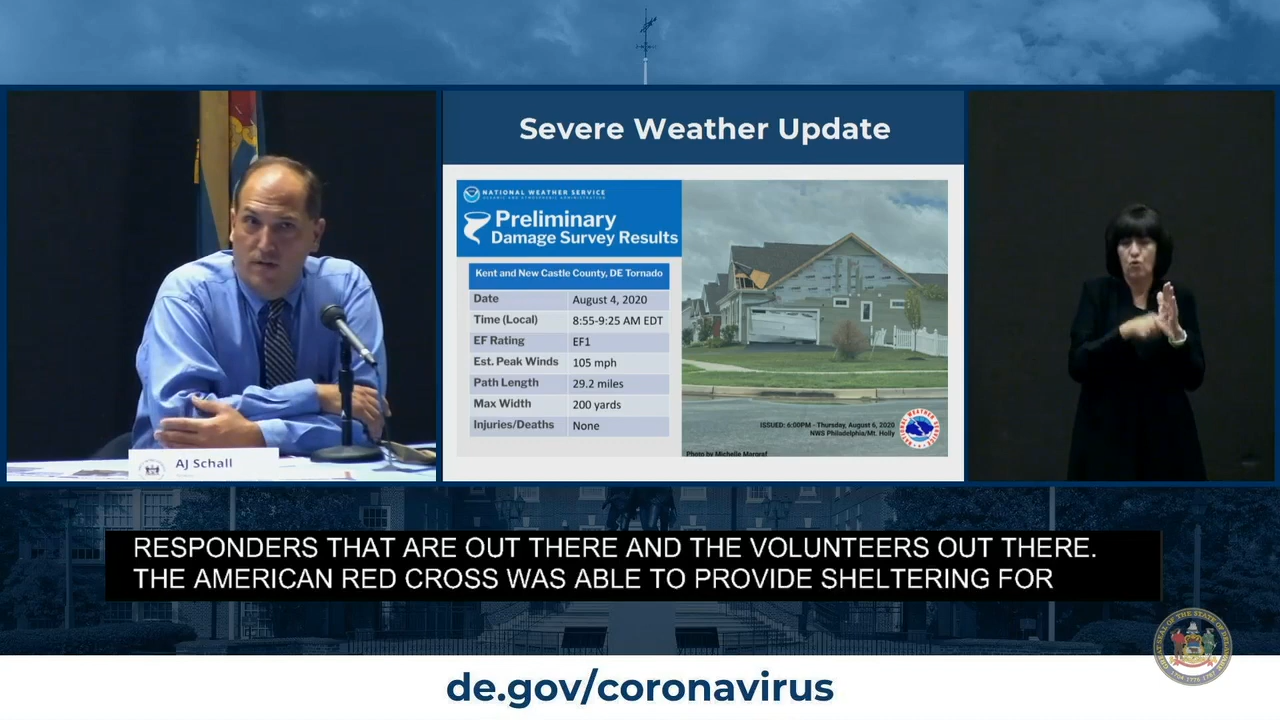 Severe Weather Update
NATIONAL WEATHER SERVICE
Preliminary
Damage Survey Results
Kent and New Castle County, DE Tornado
Date August 4, 2020
Time (Local) 8:55-9:25 AM EDT
EF Rating EF1
Est. Peak Winds 105 mph
Path Length 29.2 miles
Max Width 200 yards
Injuries/Deaths None
ISSUED: 6:00PM - Thursday, August 6, 2020
NWS Philadelphia/Mt. Holly
Photo by Michelle Margraf
AJ Schall
RESPONDERS THAT ARE OUT THERE AND THE VOLUNTEERS OUT THERE.
THE AMERICAN RED CROSS WAS ABLE TO PROVIDE SHELTERING FOR
de.gov/coronavirus